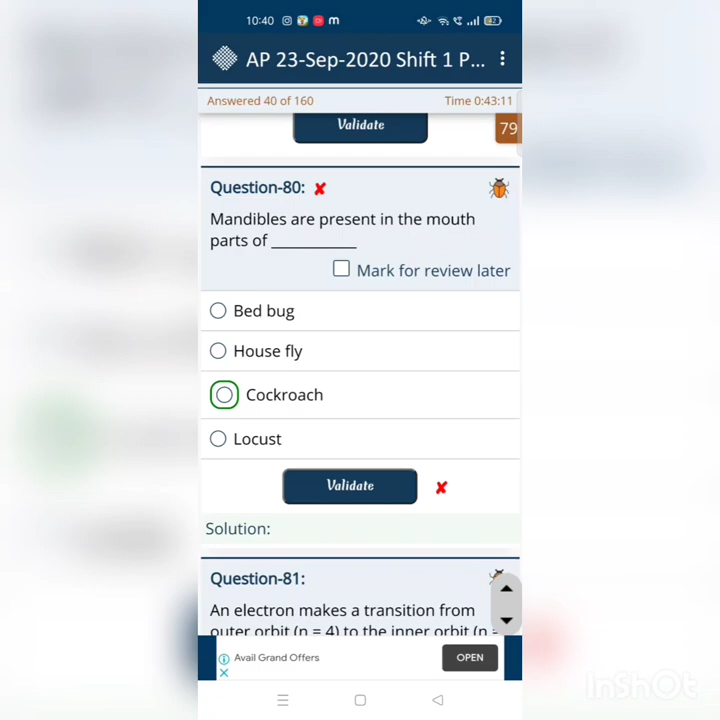 10:40
AP 23-Sep-2020 Shift 1 P...
Answered 40 of 160 Time 0:43:11
Validate
79
Question-80:
Mandibles are present in the mouth
parts of ____________
Mark for review later
Bed bug
House fly
Cockroach
Locust
Validate
Solution:
Question-81:
An electron makes a transition from
outer orbit (n = 4) to the inner orbit (n =
Avail Grand Offers
OPEN
InShOt